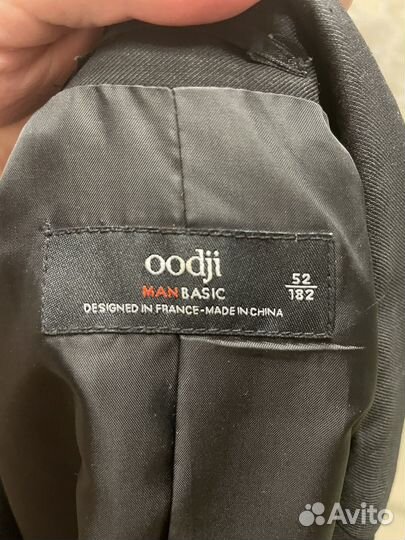 oodji
MAN BASIC
DESIGNED IN FRANCE-MADE IN CHINA
52
182
Avito